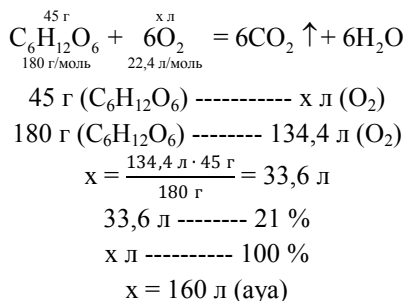 45 г х л
C₆H₁₂O₆ + 6O₂ = 6CO₂ ↑ + 6H₂O
180 г/моль 22,4 л/моль
45 г (C₆H₁₂O₆) ----------- х л (O₂)
180 г (C₆H₁₂O₆) -------- 134,4 л (O₂)
х = 134,4 л · 45 г / 180 г = 33,6 л
33,6 л -------- 21 %
х л ---------- 100 %
х = 160 л (ауа)